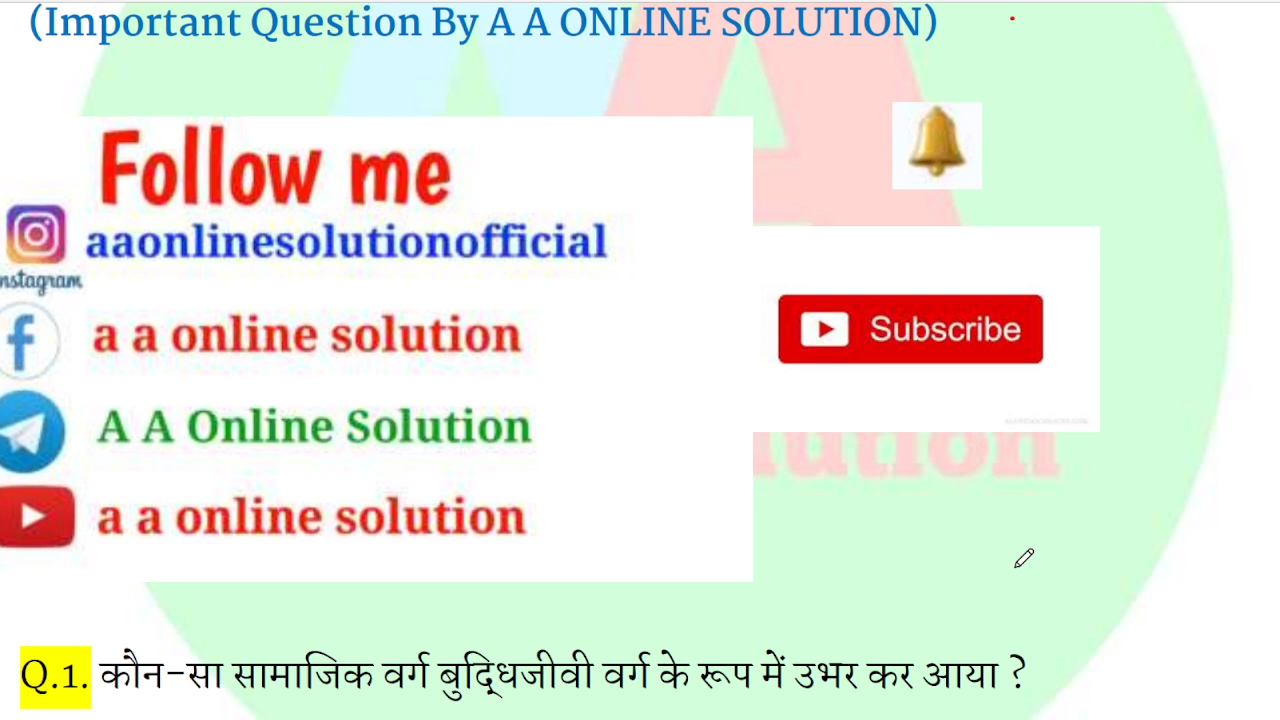 (Important Question By A A ONLINE SOLUTION)
Follow me
aaonlinesolutionofficial
nstagram
a a online solution
Subscribe
A A Online Solution
lution
a a online solution
Q.1. कौन-सा सामाजिक वर्ग बुद्धिजीवी वर्ग के रूप में उभर कर आया ?